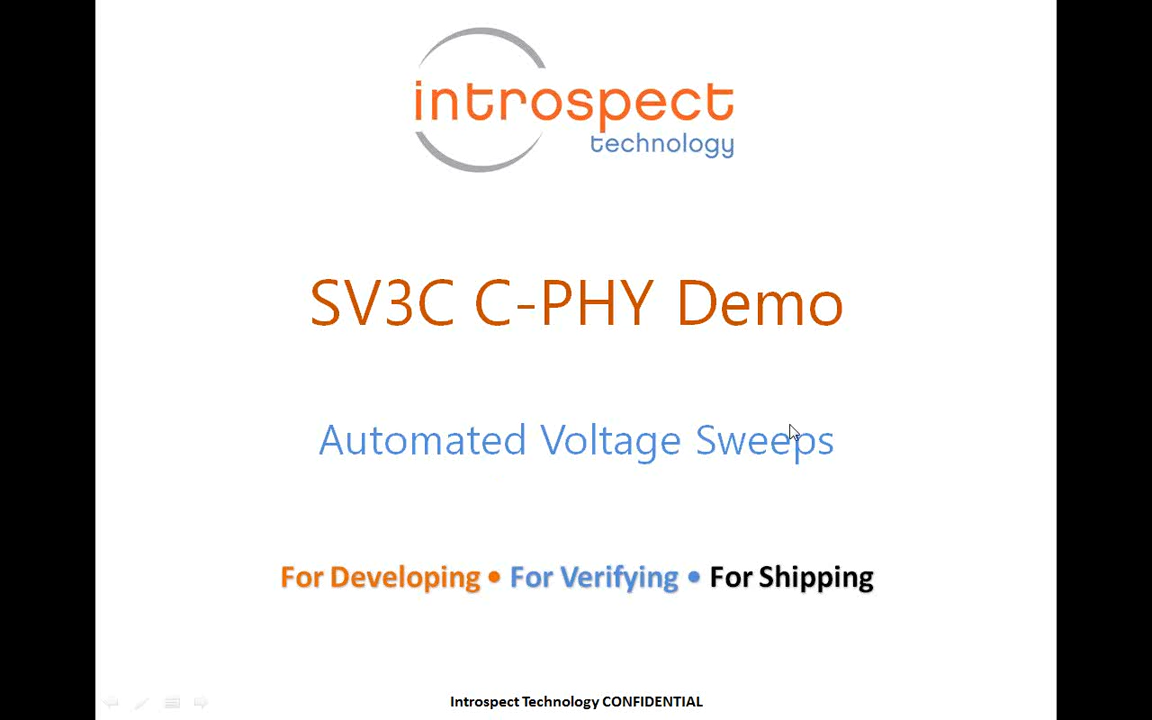 introspect
technology
SV3C C-PHY Demo
Automated Voltage Sweeps
For Developing • For Verifying • For Shipping
Introspect Technology CONFIDENTIAL